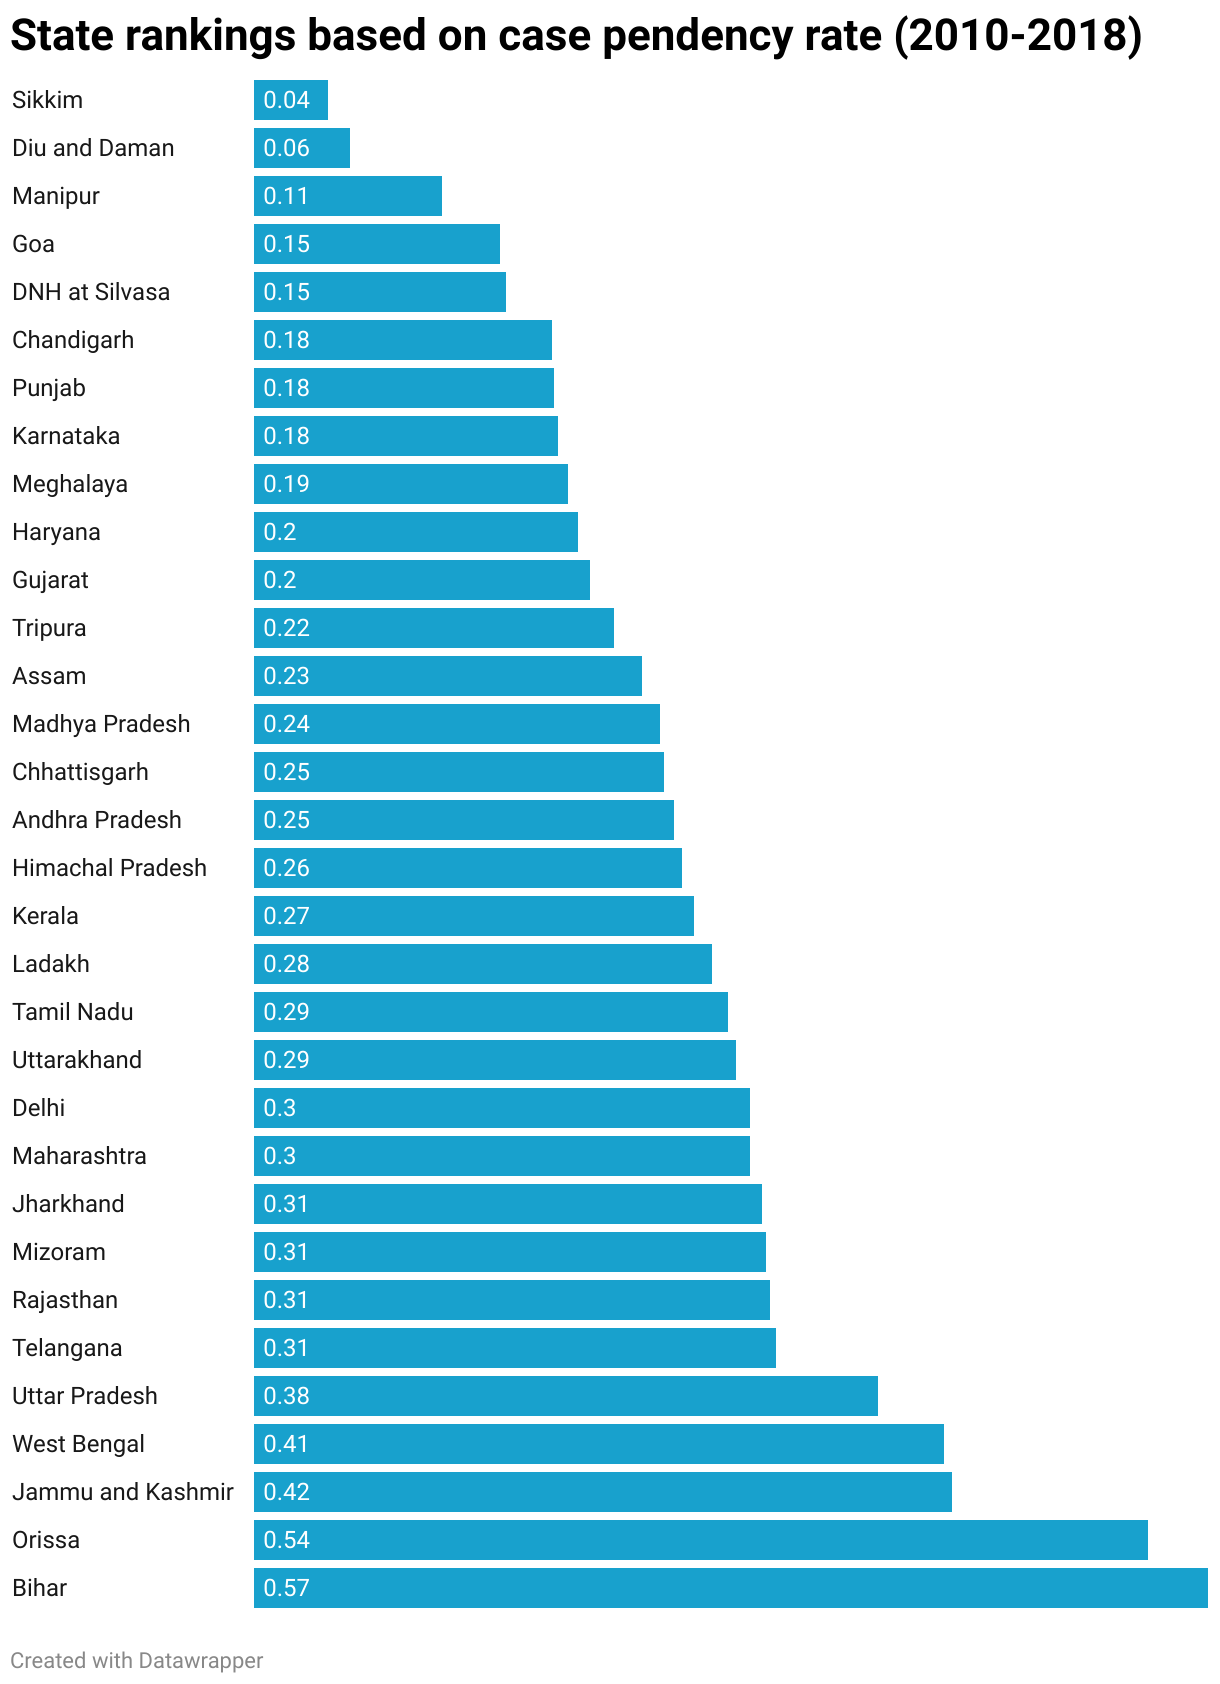 State rankings based on case pendency rate (2010-2018)
Sikkim 0.04
Diu and Daman 0.06
Manipur 0.11
Goa 0.15
DNH at Silvasa 0.15
Chandigarh 0.18
Punjab 0.18
Karnataka 0.18
Meghalaya 0.19
Haryana 0.2
Gujarat 0.2
Tripura 0.22
Assam 0.23
Madhya Pradesh 0.24
Chhattisgarh 0.25
Andhra Pradesh 0.25
Himachal Pradesh 0.26
Kerala 0.27
Ladakh 0.28
Tamil Nadu 0.29
Uttarakhand 0.29
Delhi 0.3
Maharashtra 0.3
Jharkhand 0.31
Mizoram 0.31
Rajasthan 0.31
Telangana 0.31
Uttar Pradesh 0.38
West Bengal 0.41
Jammu and Kashmir 0.42
Orissa 0.54
Bihar 0.57
Created with Datawrapper